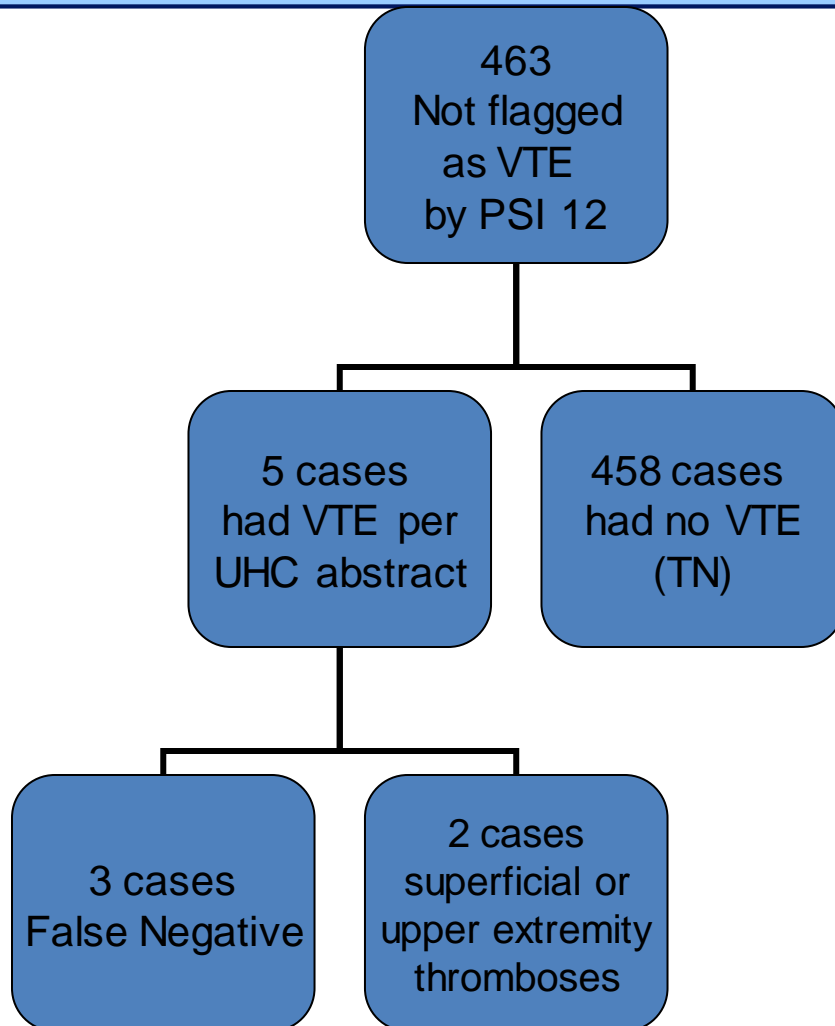 463
Not flagged
as VTE
by PSI 12
5 cases
had VTE per
UHC abstract
458 cases
had no VTE
(TN)
3 cases
False Negative
2 cases
superficial or
upper extremity
thromboses